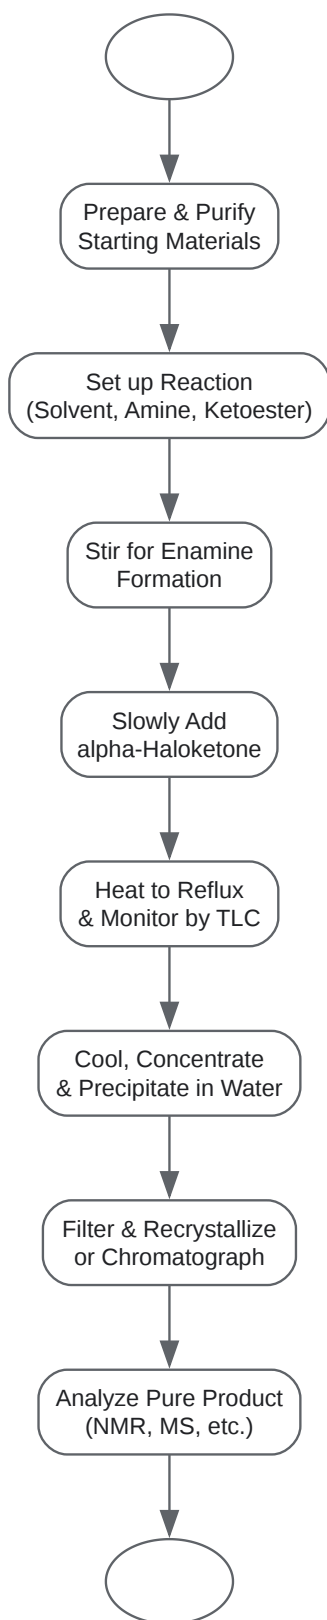 Prepare & Purify
Starting Materials
Set up Reaction
(Solvent, Amine, Ketoester)
Stir for Enamine
Formation
Slowly Add
alpha-Haloketone
Heat to Reflux
& Monitor by TLC
Cool, Concentrate
& Precipitate in Water
Filter & Recrystallize
or Chromatograph
Analyze Pure Product
(NMR, MS, etc.)